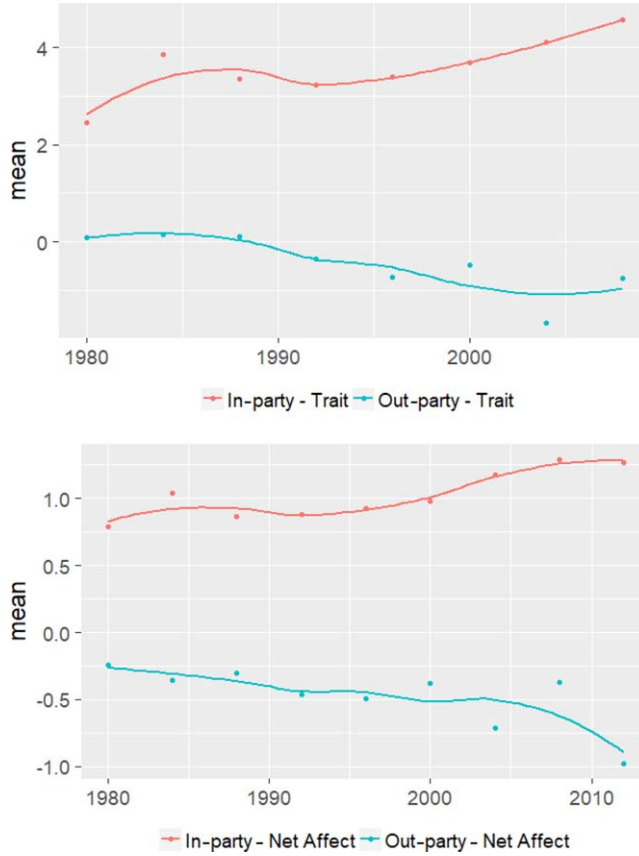 4
2
0
mean
1980 1990 2000
In-party - Trait Out-party - Trait
1.0
0.5
0.0
-0.5
-1.0
mean
1980 1990 2000 2010
In-party - Net Affect Out-party - Net Affect